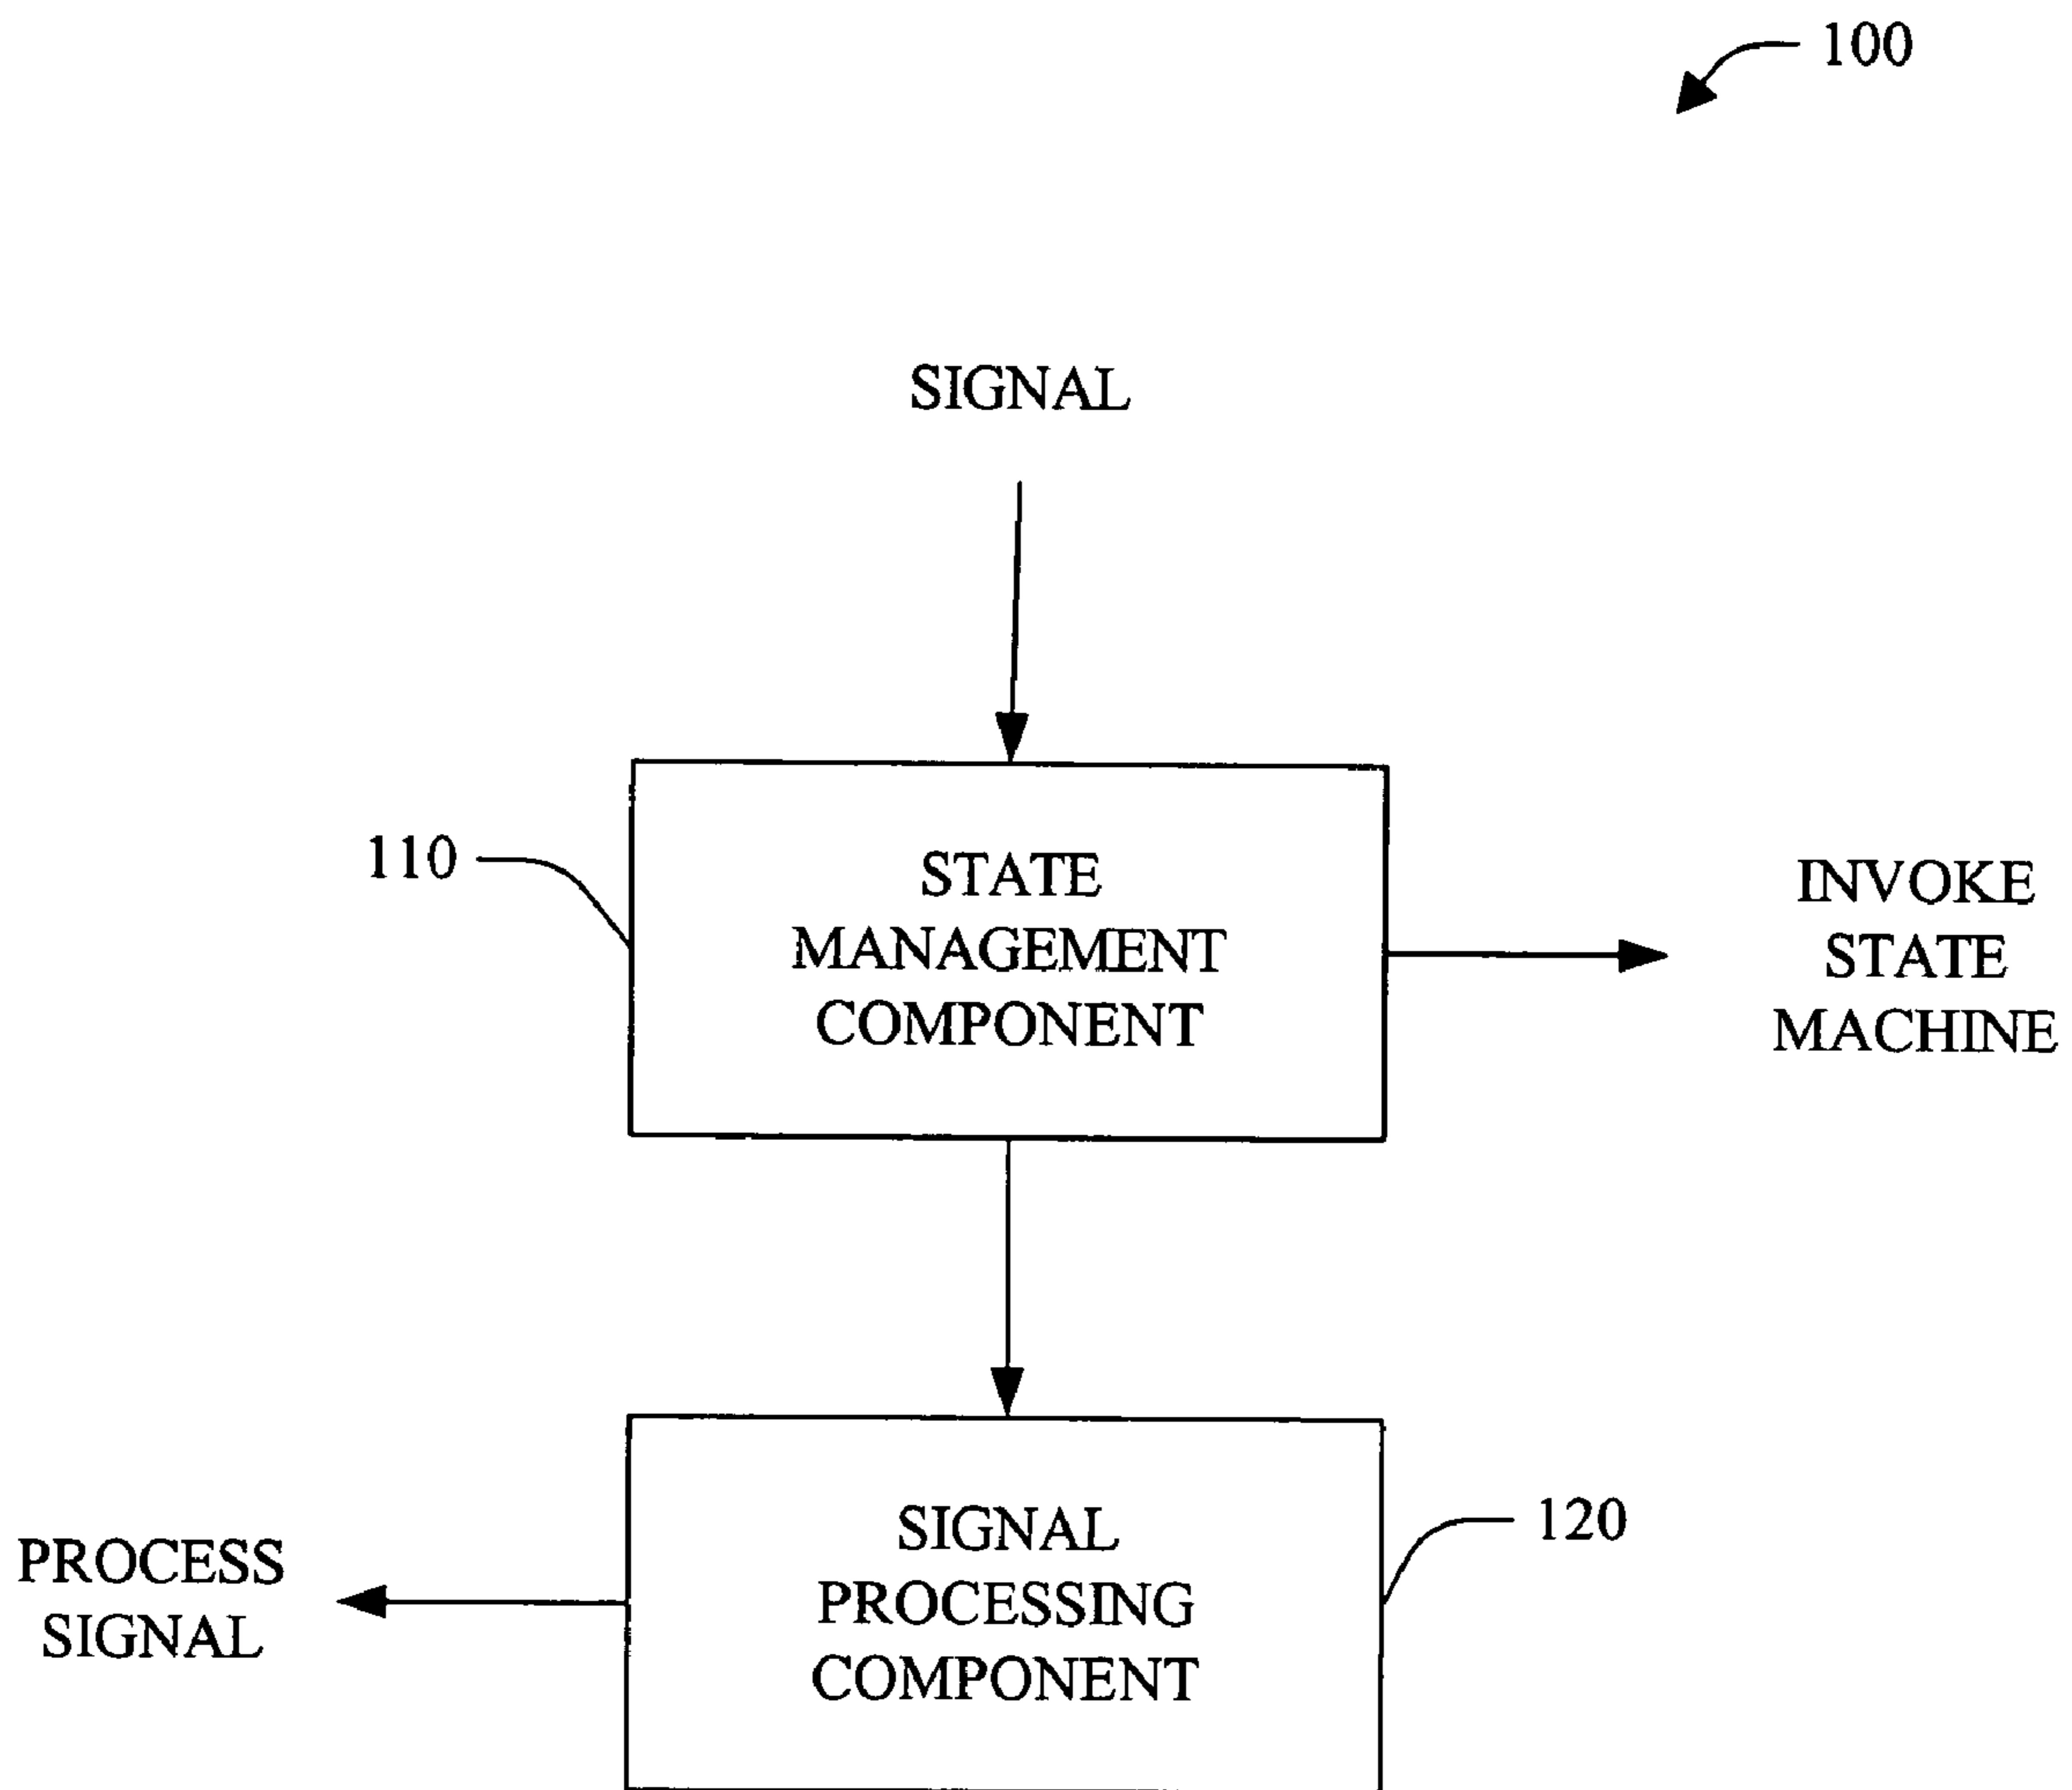 100
SIGNAL
110
STATE
MANAGEMENT
COMPONENT
INVOKE
STATE
MACHINE
PROCESS
SIGNAL
SIGNAL
PROCESSING
COMPONENT
120